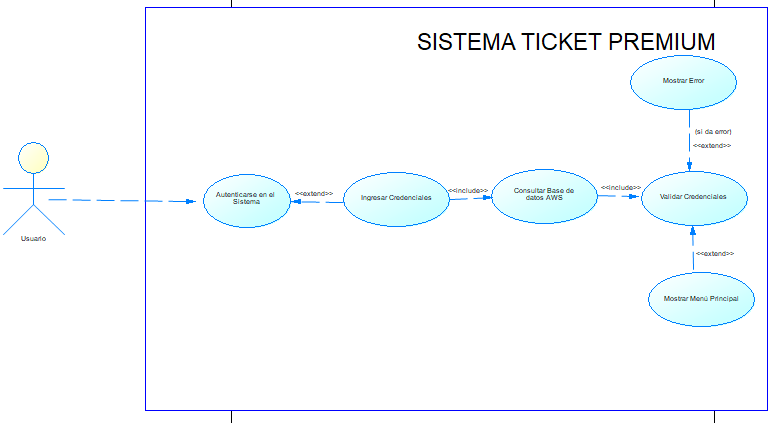 SISTEMA TICKET PREMIUM
Mostrar Error
(si da error)
<<extend>>
Usuario
Autenticarse en el
Sistema
<<extend>>
Ingresar Credenciales
<<include>>
Consultar Base de
datos AWS
<<include>>
Validar Credenciales
<<extend>>
Mostrar Menú Principal